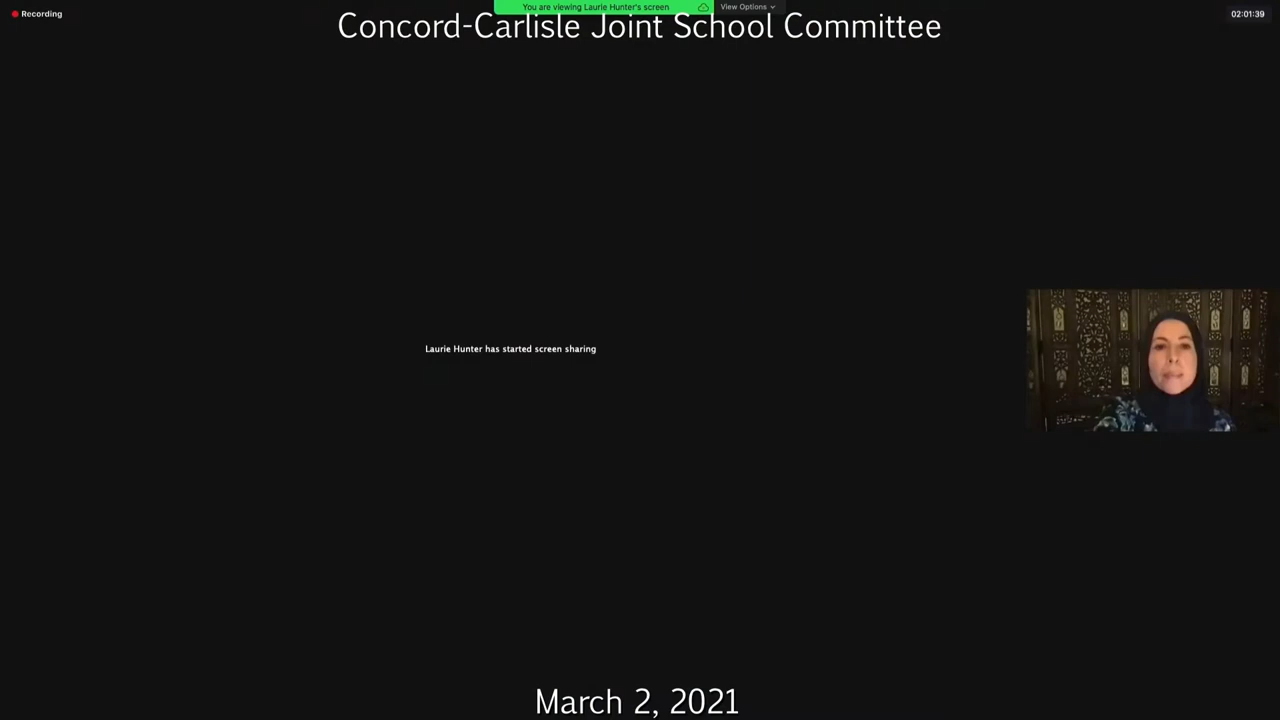 Recording
You are viewing Laurie Hunter's screen
View Options
02:01:39
Concord-Carlisle Joint School Committee
Laurie Hunter has started screen sharing
March 2, 2021